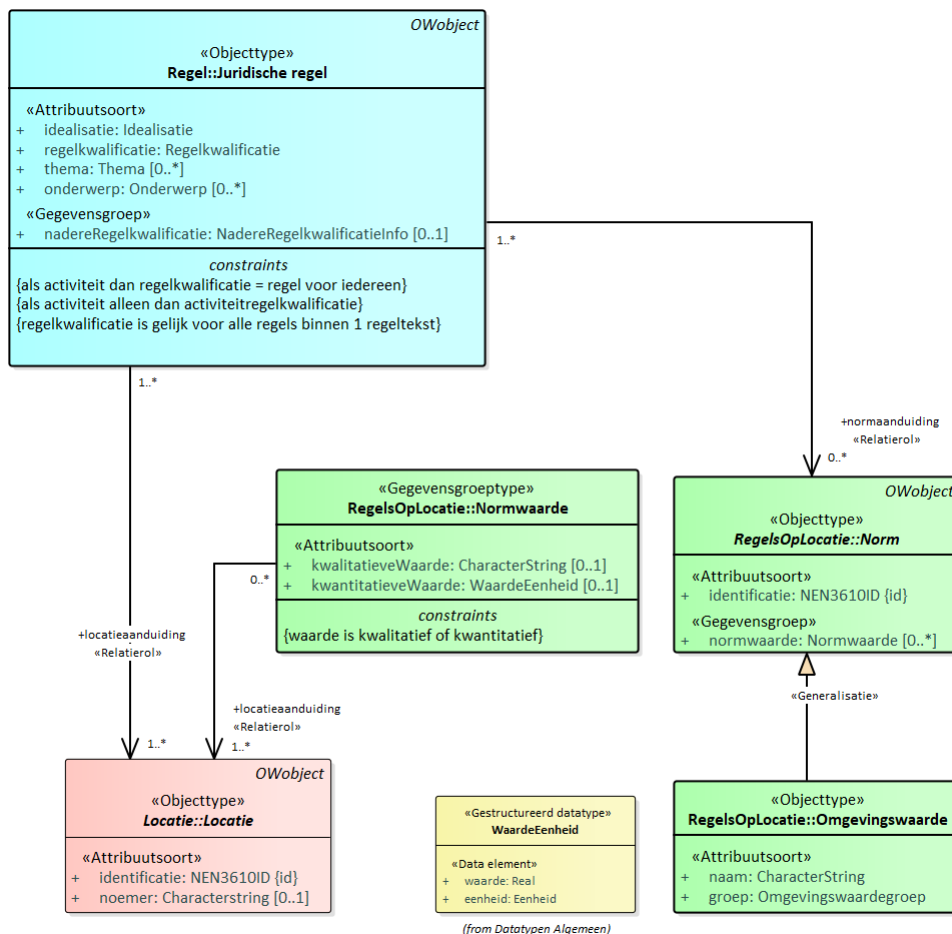 OWobject
«Objecttype»
Regel::Juridische regel
«Attribuutsoort»
+ idealisatie: Idealisatie
+ regelkwalificatie: Regelkwalificatie
+ thema: Thema [0..*]
+ onderwerp: Onderwerp [0..*]
«Gegevensgroep»
+ nadereRegelkwalificatie: NadereRegelkwalificatieInfo [0..1]
constraints
{als activiteit dan regelkwalificatie = regel voor iedereen}
{als activiteit alleen dan activiteitregelkwalificatie}
{regelkwalificatie is gelijk voor alle regels binnen 1 regeltekst}
1..*
1..*
+normaanduiding
«Relatierol»
0..*
«Gegevensgroeptype»
RegelsOpLocatie::Normwaarde
«Attribuutsoort»
+ kwalitatieveWaarde: CharacterString [0..1]
+ kwantitatieveWaarde: WaardeEenheid [0..1]
constraints
{waarde is kwalitatief of kwantitatief}
0..*
OWobject
«Objecttype»
RegelsOpLocatie::Norm
«Attribuutsoort»
+ identificatie: NEN3610ID {id}
«Gegevensgroep»
+ normwaarde: Normwaarde [0..*]
+locatieaanduiding
«Relatierol»
1..*
+locatieaanduiding
«Relatierol»
1..*
«Generalisatie»
OWobject
«Objecttype»
Locatie::Locatie
«Attribuutsoort»
+ identificatie: NEN3610ID {id}
+ noemer: Characterstring [0..1]
«Gestructureerd datatype»
WaardeEenheid
«Data element»
+ waarde: Real
+ eenheid: Eenheid
(from Datatypen Algemeen)
«Objecttype»
RegelsOpLocatie::Omgevingswaarde
«Attribuutsoort»
+ naam: CharacterString
+ groep: Omgevingswaardegroep